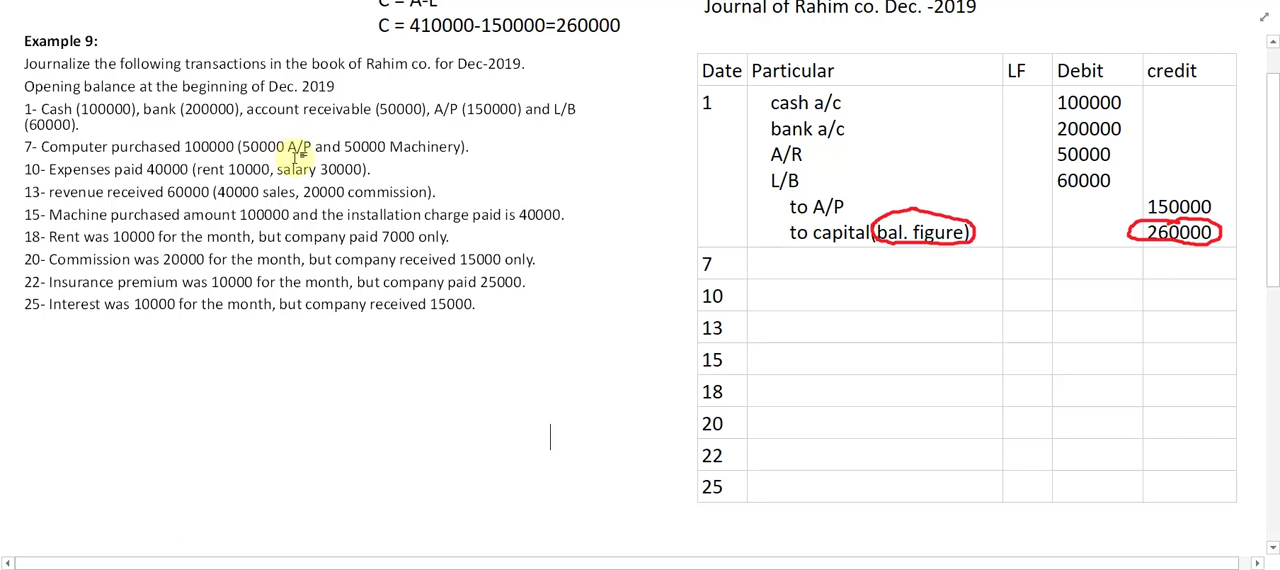 C = A-L
C = 410000-150000=260000
Example 9:
Journalize the following transactions in the book of Rahim co. for Dec-2019.
Opening balance at the beginning of Dec. 2019
1- Cash (100000), bank (200000), account receivable (50000), A/P (150000) and L/B
(60000).
7- Computer purchased 100000 (50000 A/P and 50000 Machinery).
10- Expenses paid 40000 (rent 10000, salary 30000).
13- revenue received 60000 (40000 sales, 20000 commission).
15- Machine purchased amount 100000 and the installation charge paid is 40000.
18- Rent was 10000 for the month, but company paid 7000 only.
20- Commission was 20000 for the month, but company received 15000 only.
22- Insurance premium was 10000 for the month, but company paid 25000.
25- Interest was 10000 for the month, but company received 15000.
Journal of Rahim co. Dec. -2019
Date Particular LF Debit credit
1 cash a/c 100000
bank a/c 200000
A/R 50000
L/B 60000
to A/P 150000
to capital(bal. figure) 260000
7
10
13
15
18
20
22
25